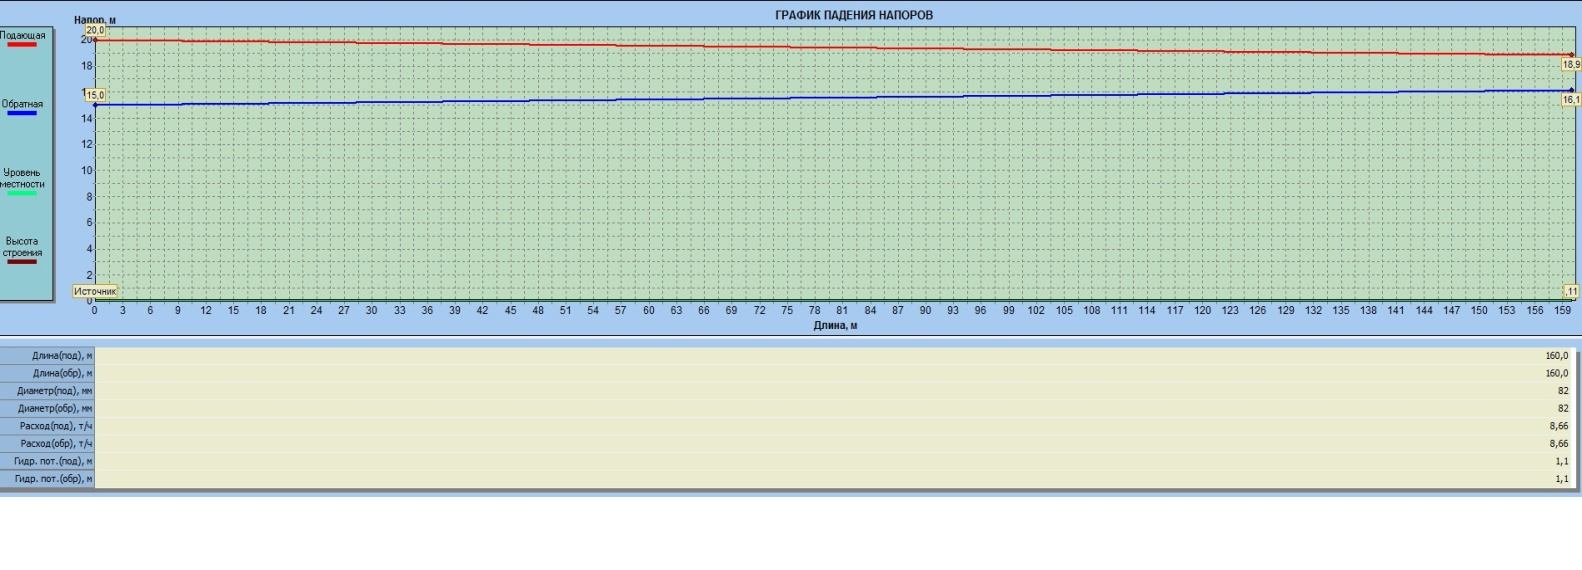 ГРАФИК ПАДЕНИЯ НАПОРОВ
Напор, м
Подающая
Обратная
Уровень
местности
Высота
строения
20,0
20
18
15,0
14
12
10
8
6
4
2
0
18,9
16,1
Источник
,11
0 3 6 9 12 15 18 21 24 27 30 33 36 39 42 45 48 51 54 57 60 63 66 69 72 75 78 81 84 87 90 93 96 99 102 105 108 111 114 117 120 123 126 129 132 135 138 141 144 147 150 153 156 159
Длина, м
Длина(под), м 160,0
Длина(обр), м 160,0
Диаметр(под), мм 82
Диаметр(обр), мм 82
Расход(под), т/ч 8,66
Расход(обр), т/ч 8,66
Гидр. пот.(под), м 1,1
Гидр. пот.(обр), м 1,1